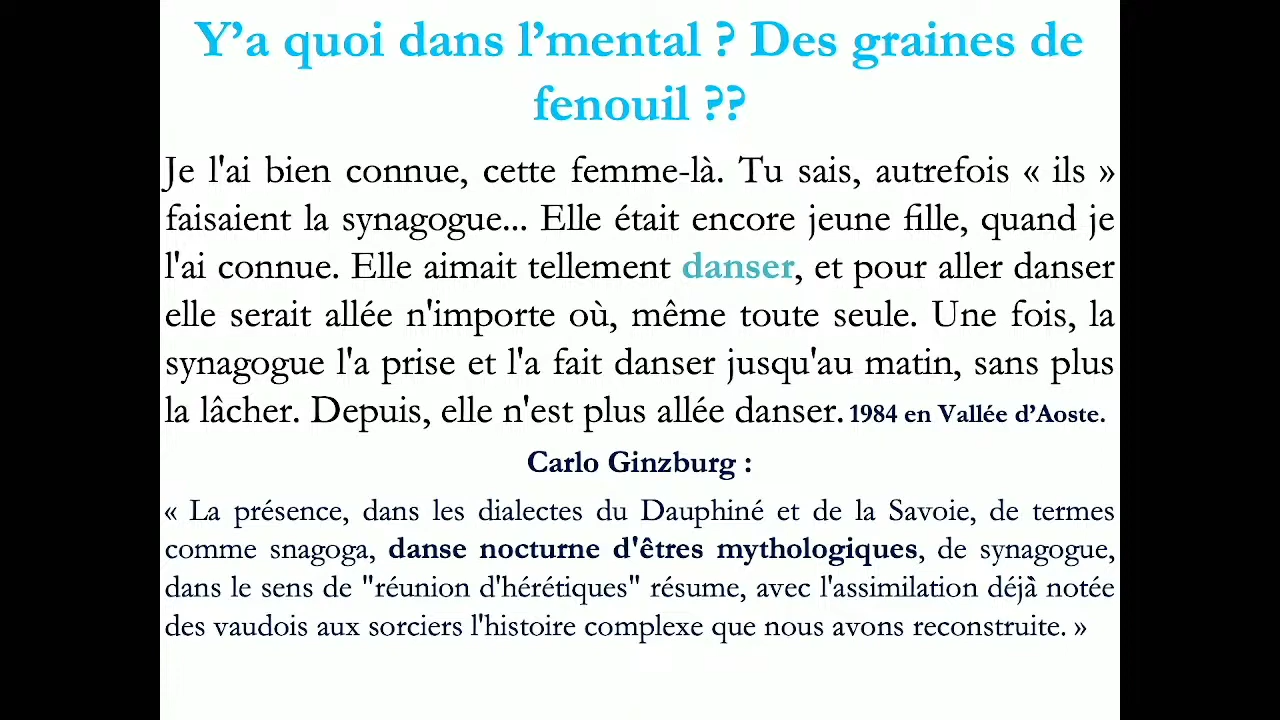 Y’a quoi dans l’mental ? Des graines de
fenouil ??
Je l'ai bien connue, cette femme-là. Tu sais, autrefois « ils »
faisaient la synagogue... Elle était encore jeune fille, quand je
l'ai connue. Elle aimait tellement danser, et pour aller danser
elle serait allée n'importe où, même toute seule. Une fois, la
synagogue l'a prise et l'a fait danser jusqu'au matin, sans plus
la lâcher. Depuis, elle n'est plus allée danser. 1984 en Vallée d’Aoste.
Carlo Ginzburg :
« La présence, dans les dialectes du Dauphiné et de la Savoie, de termes
comme snagoga, danse nocturne d'êtres mythologiques, de synagogue,
dans le sens de "réunion d'hérétiques" résume, avec l'assimilation déjà notée
des vaudois aux sorciers l'histoire complexe que nous avons reconstruite. »